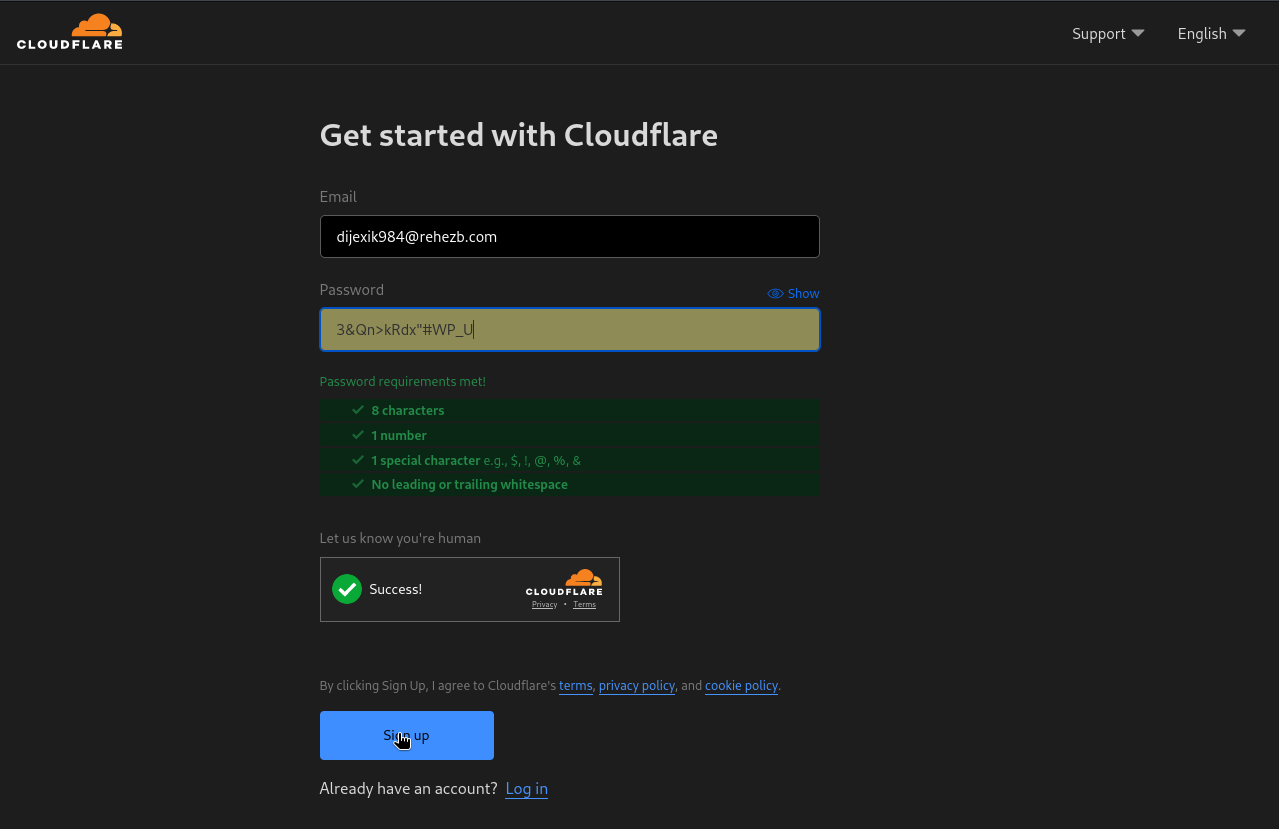 CLOUDFLARE
Support
English
Get started with Cloudflare
Email
dijexik984@rehezb.com
Password
Show
3&Qn>kRdx"#WP_U
Password requirements met!
8 characters
1 number
1 special character e.g., $, !, @, %, &
No leading or trailing whitespace
Let us know you're human
Success!
CLOUDFLARE
Privacy • Terms
By clicking Sign Up, I agree to Cloudflare's terms, privacy policy, and cookie policy.
Sign up
Already have an account? Log in